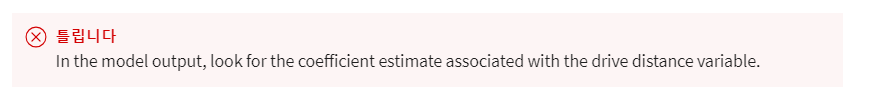 틀립니다
In the model output, look for the coefficient estimate associated with the drive distance variable.